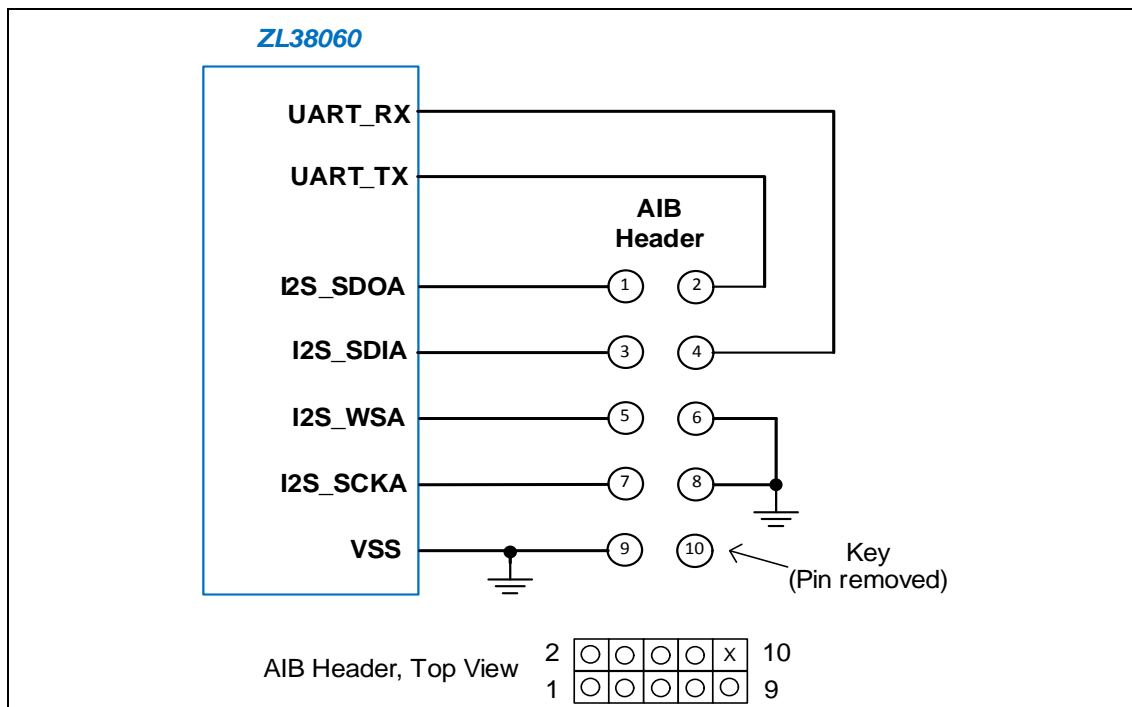 ZL38060
UART_RX
UART_TX
AIB
Header
I2S_SDOA 1 2
I2S_SDIA 3 4
I2S_WSA 5 6
I2S_SCKA 7 8
VSS 9 10
Key
(Pin removed)
AIB Header, Top View
2 X 10
1 9